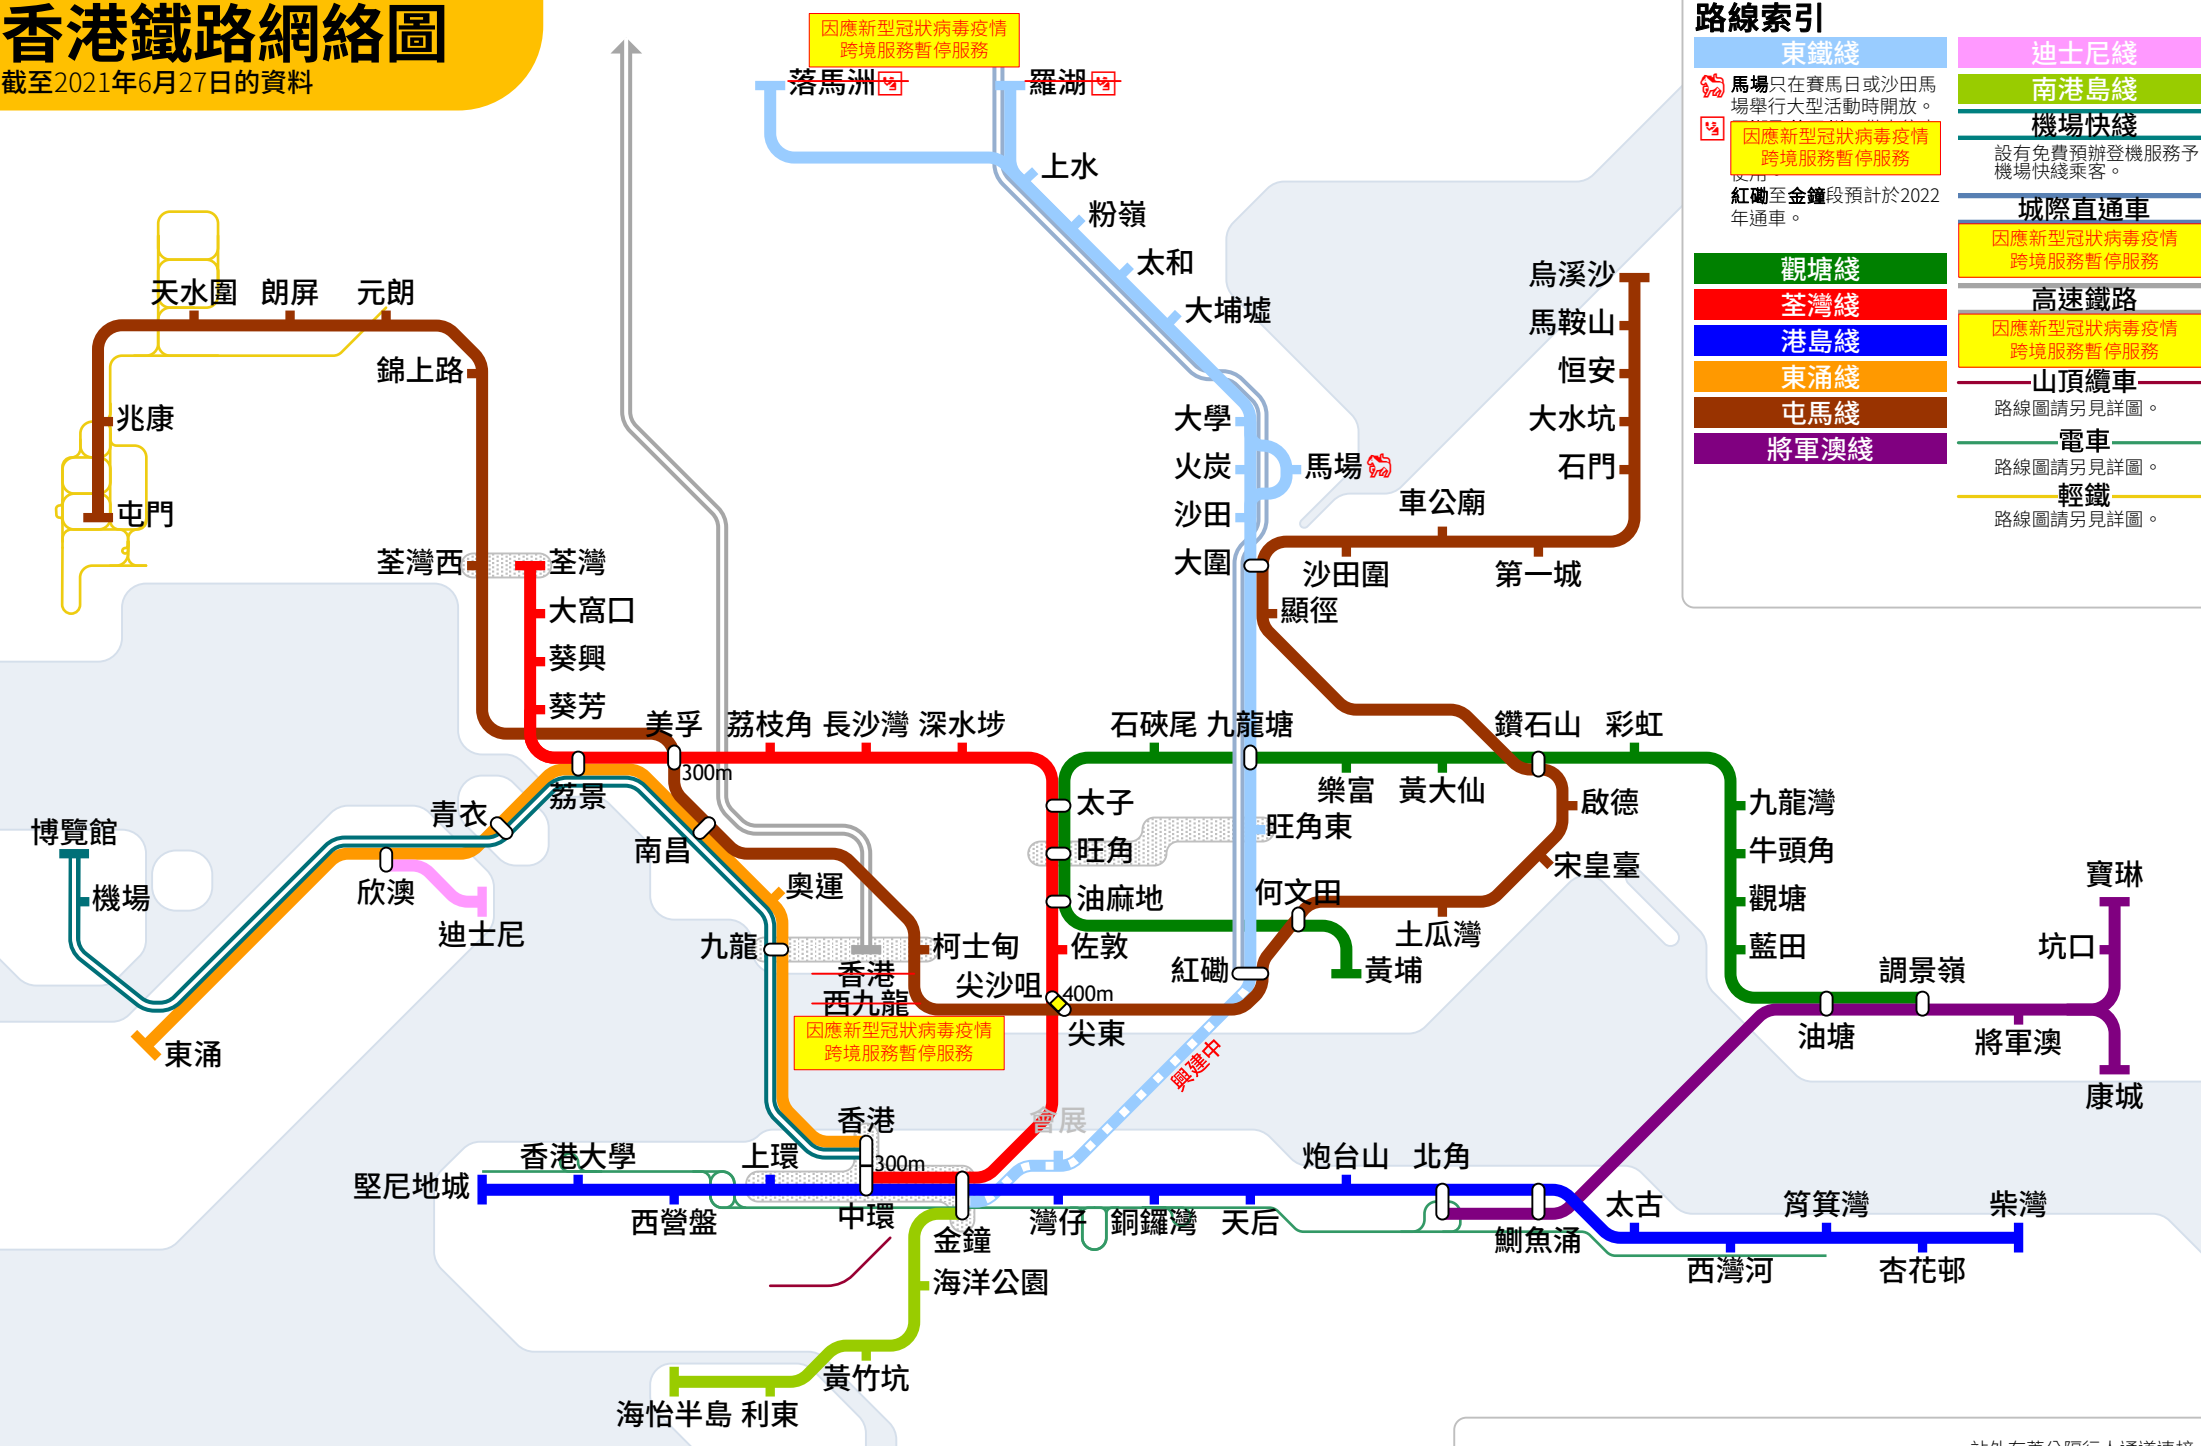 香港鐵路網絡圖
截至2021年6月27日的資料
因應新型冠狀病毒疫情
跨境服務暫停服務
落馬洲
羅湖
上水
粉嶺
太和
大埔墟
大學
火炭
馬場
沙田
大圍
烏溪沙
馬鞍山
恒安
大水坑
石門
車公廟
沙田圍
第一城
顯徑
天水圍
朗屏
元朗
錦上路
兆康
屯門
荃灣西
荃灣
大窩口
葵興
葵芳
美孚
300m
荔枝角
長沙灣
深水埗
石硤尾
九龍塘
鑽石山
彩虹
樂富
黃大仙
荔景
青衣
南昌
太子
旺角
旺角東
油麻地
何文田
啟德
宋皇臺
土瓜灣
九龍灣
牛頭角
觀塘
藍田
博覽館
機場
欣澳
迪士尼
奧運
九龍
柯士甸
佐敦
紅磡
黃埔
香港
西九龍
因應新型冠狀病毒疫情
跨境服務暫停服務
尖沙咀
400m
尖東
東涌
寶琳
坑口
調景嶺
油塘
將軍澳
康城
興建中
會展
香港
300m
堅尼地城
香港大學
上環
西營盤
中環
金鐘
灣仔
銅鑼灣
天后
炮台山
北角
鰂魚涌
太古
西灣河
筲箕灣
杏花邨
柴灣
海洋公園
黃竹坑
海怡半島
利東
路線索引
東鐵綫
馬場只在賽馬日或沙田馬
場舉行大型活動時開放。
因應新型冠狀病毒疫情
跨境服務暫停服務
使用。
紅磡至金鐘段預計於2022
年通車。
觀塘綫
荃灣綫
港島綫
東涌綫
屯馬綫
將軍澳綫
迪士尼綫
南港島綫
機場快綫
設有免費預辦登機服務予
機場快綫乘客。
城際直通車
因應新型冠狀病毒疫情
跨境服務暫停服務
高速鐵路
因應新型冠狀病毒疫情
跨境服務暫停服務
山頂纜車
路線圖請另見詳圖。
電車
路線圖請另見詳圖。
輕鐵
路線圖請另見詳圖。